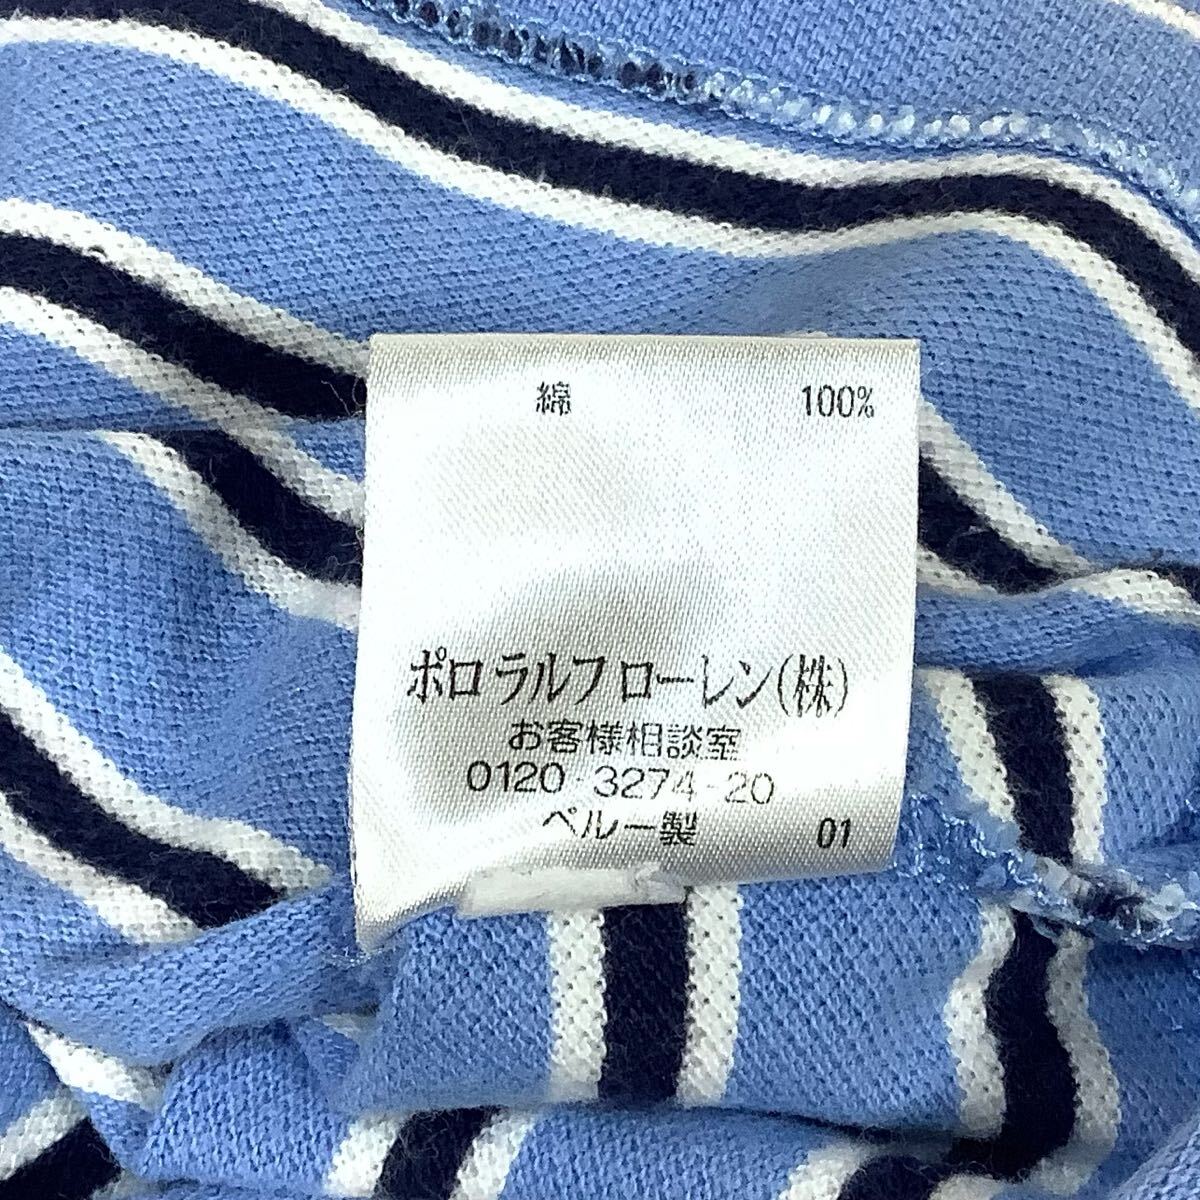 綿 100%
ポロ ラルフ ローレン(株)
お客様相談室
0120-3274-20
ペルー製 01